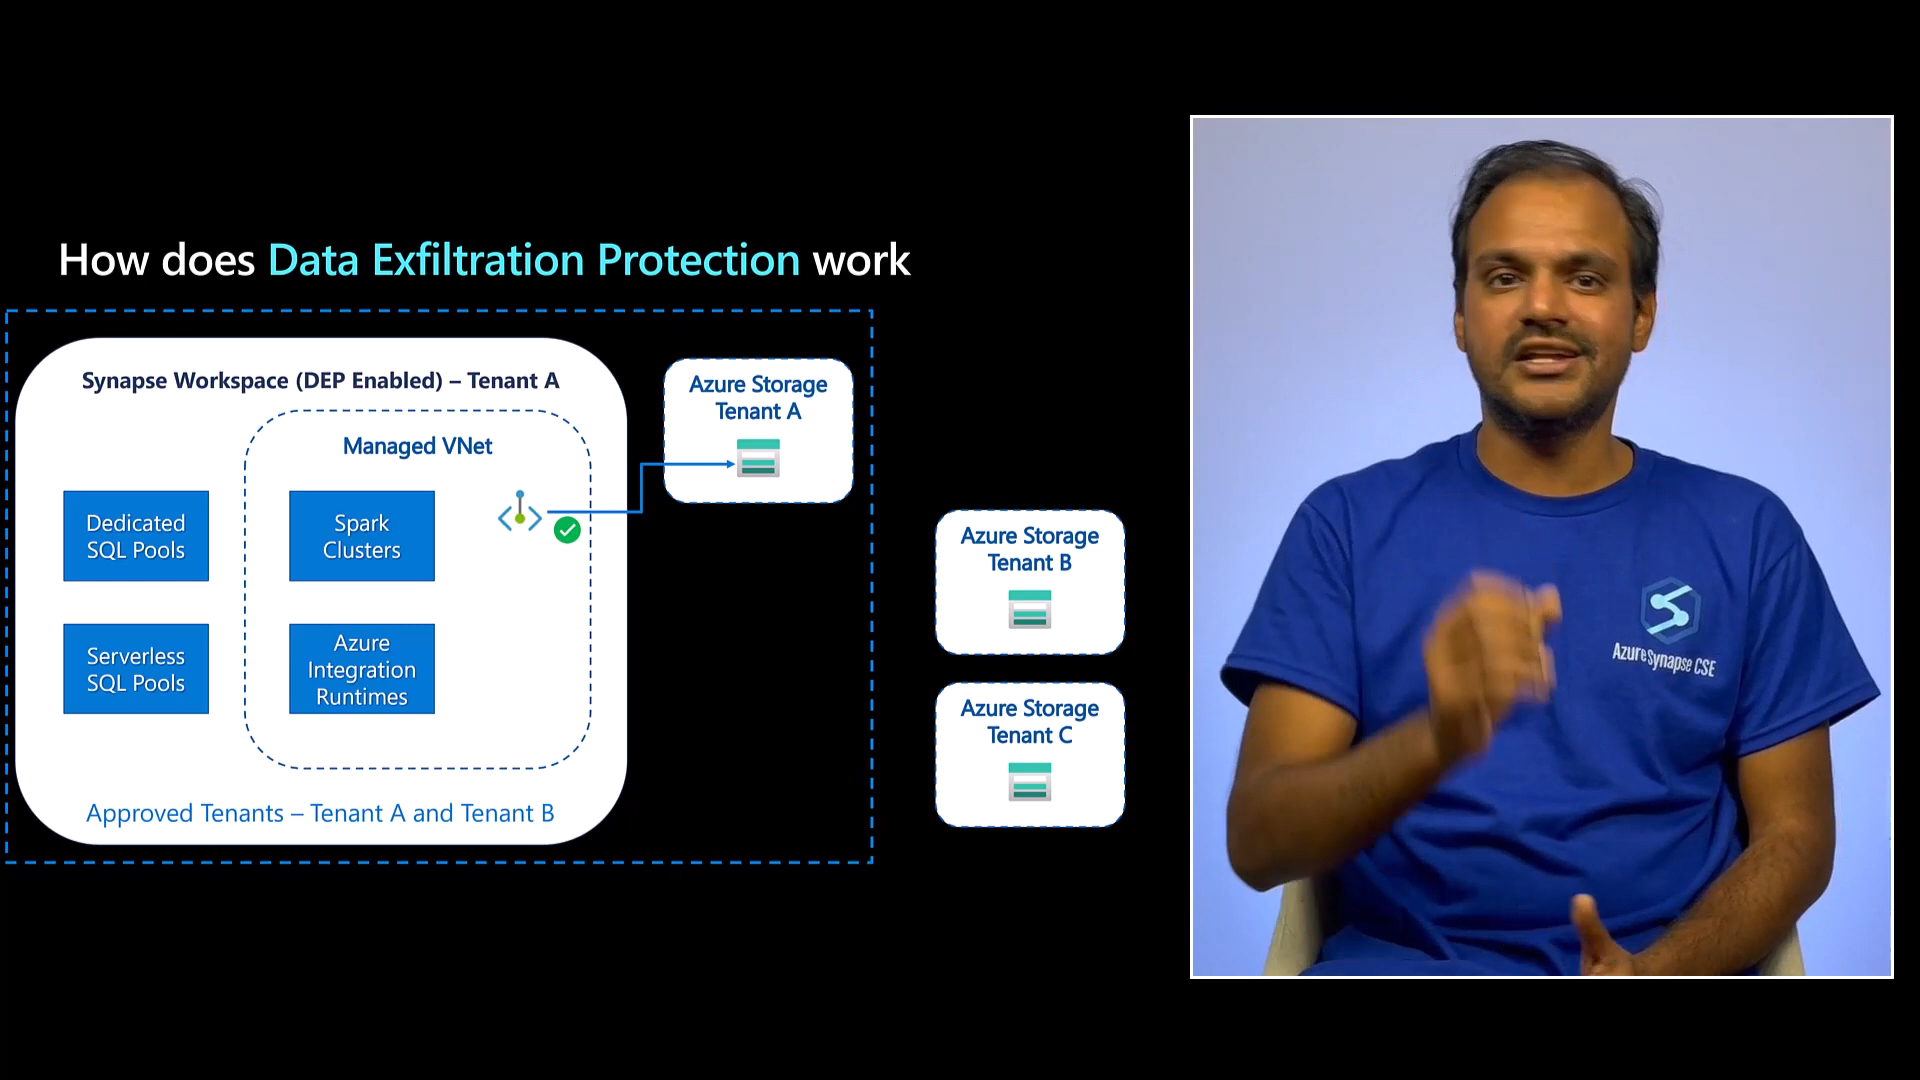 How does Data Exfiltration Protection work
Synapse Workspace (DEP Enabled) – Tenant A
Managed VNet
Dedicated
SQL Pools
Spark
Clusters
Serverless
SQL Pools
Azure
Integration
Runtimes
Approved Tenants – Tenant A and Tenant B
Azure Storage
Tenant A
Azure Storage
Tenant B
Azure Storage
Tenant C
Azure Synapse CSE